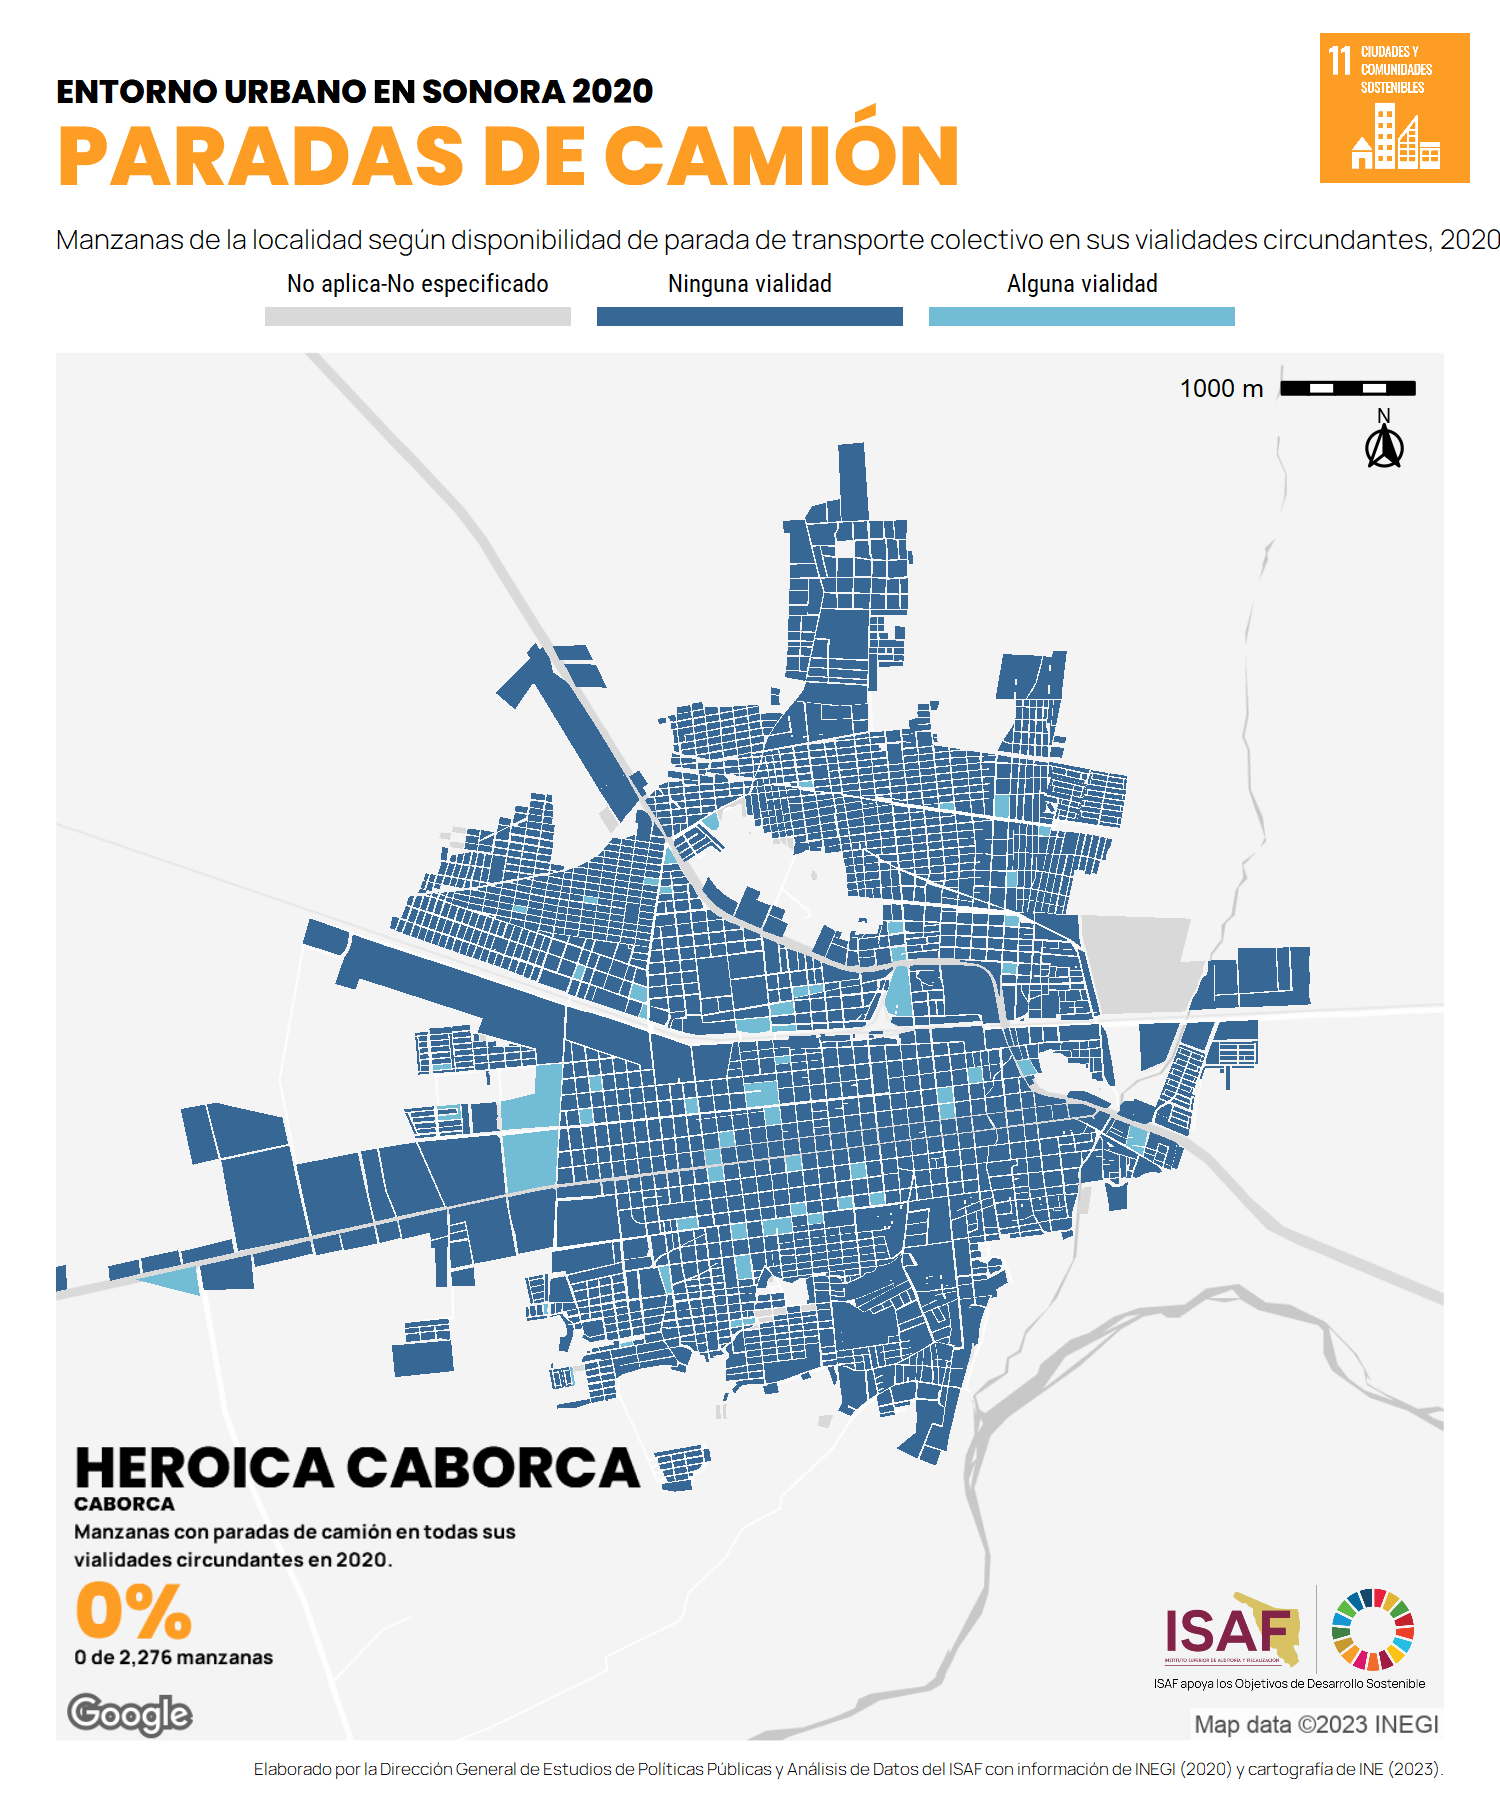 11 CIUDADES Y
COMUNIDADES
SOSTENIBLES
ENTORNO URBANO EN SONORA 2020
PARADAS DE CAMIÓN
Manzanas de la localidad según disponibilidad de parada de transporte colectivo en sus vialidades circundantes, 2020
No aplica-No especificado
Ninguna vialidad
Alguna vialidad
1000 m
N
HEROICA CABORCA
CABORCA
Manzanas con paradas de camión en todas sus
vialidades circundantes en 2020.
0%
0 de 2,276 manzanas
Google
ISAF
INSTITUTO SUPERIOR DE AUDITORÍA Y FISCALIZACIÓN
ISAF apoya los Objetivos de Desarrollo Sostenible
Map data ©2023 INEGI
Elaborado por la Dirección General de Estudios de Políticas Públicas y Análisis de Datos del ISAF con información de INEGI (2020) y cartografía de INE (2023).